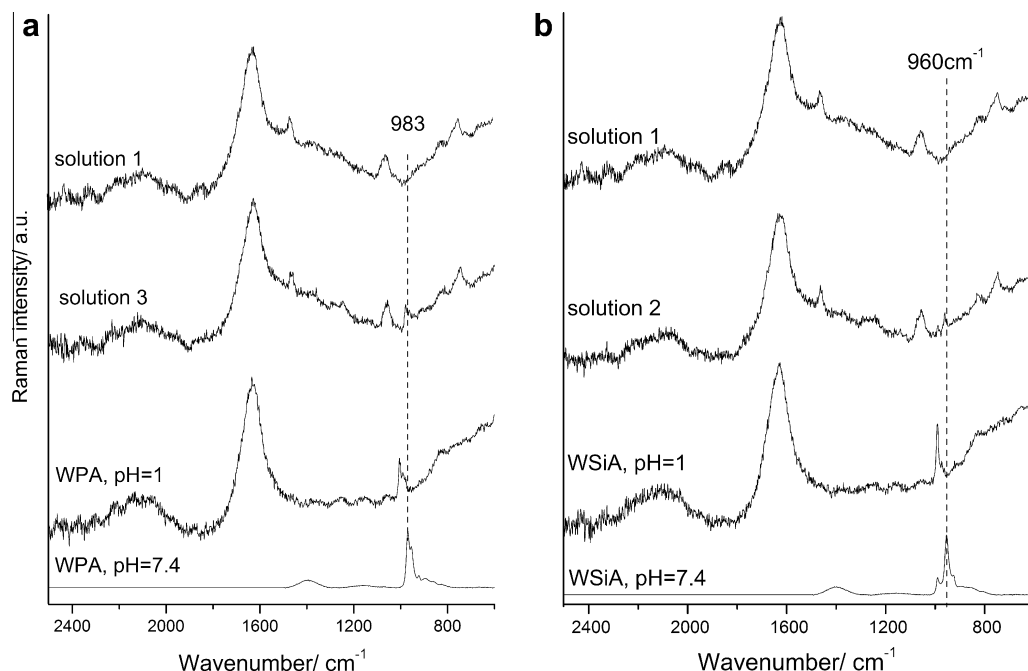 a
983
solution 1
solution 3
WPA, pH=1
WPA, pH=7.4
Raman intensity/ a.u.
2400 2000 1600 1200 800
Wavenumber/ cm⁻¹
b
960cm⁻¹
solution 1
solution 2
WSiA, pH=1
WSiA, pH=7.4
2400 2000 1600 1200 800
Wavenumber/ cm⁻¹